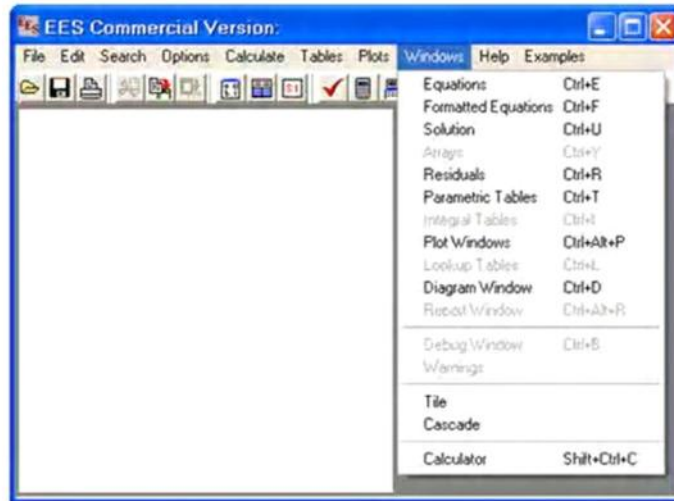 EES Commercial Version:
File Edit Search Options Calculate Tables Plots Windows Help Examples
Equations Ctrl+E
Formatted Equations Ctrl+F
Solution Ctrl+U
Arrays Ctrl+Y
Residuals Ctrl+R
Parametric Tables Ctrl+T
Integral Tables Ctrl+I
Plot Windows Ctrl+Alt+P
Lookup Tables Ctrl+L
Diagram Window Ctrl+D
Report Window Ctrl+Alt+R
Debug Window Ctrl+B
Warnings
Tile
Cascade
Calculator Shift+Ctrl+C